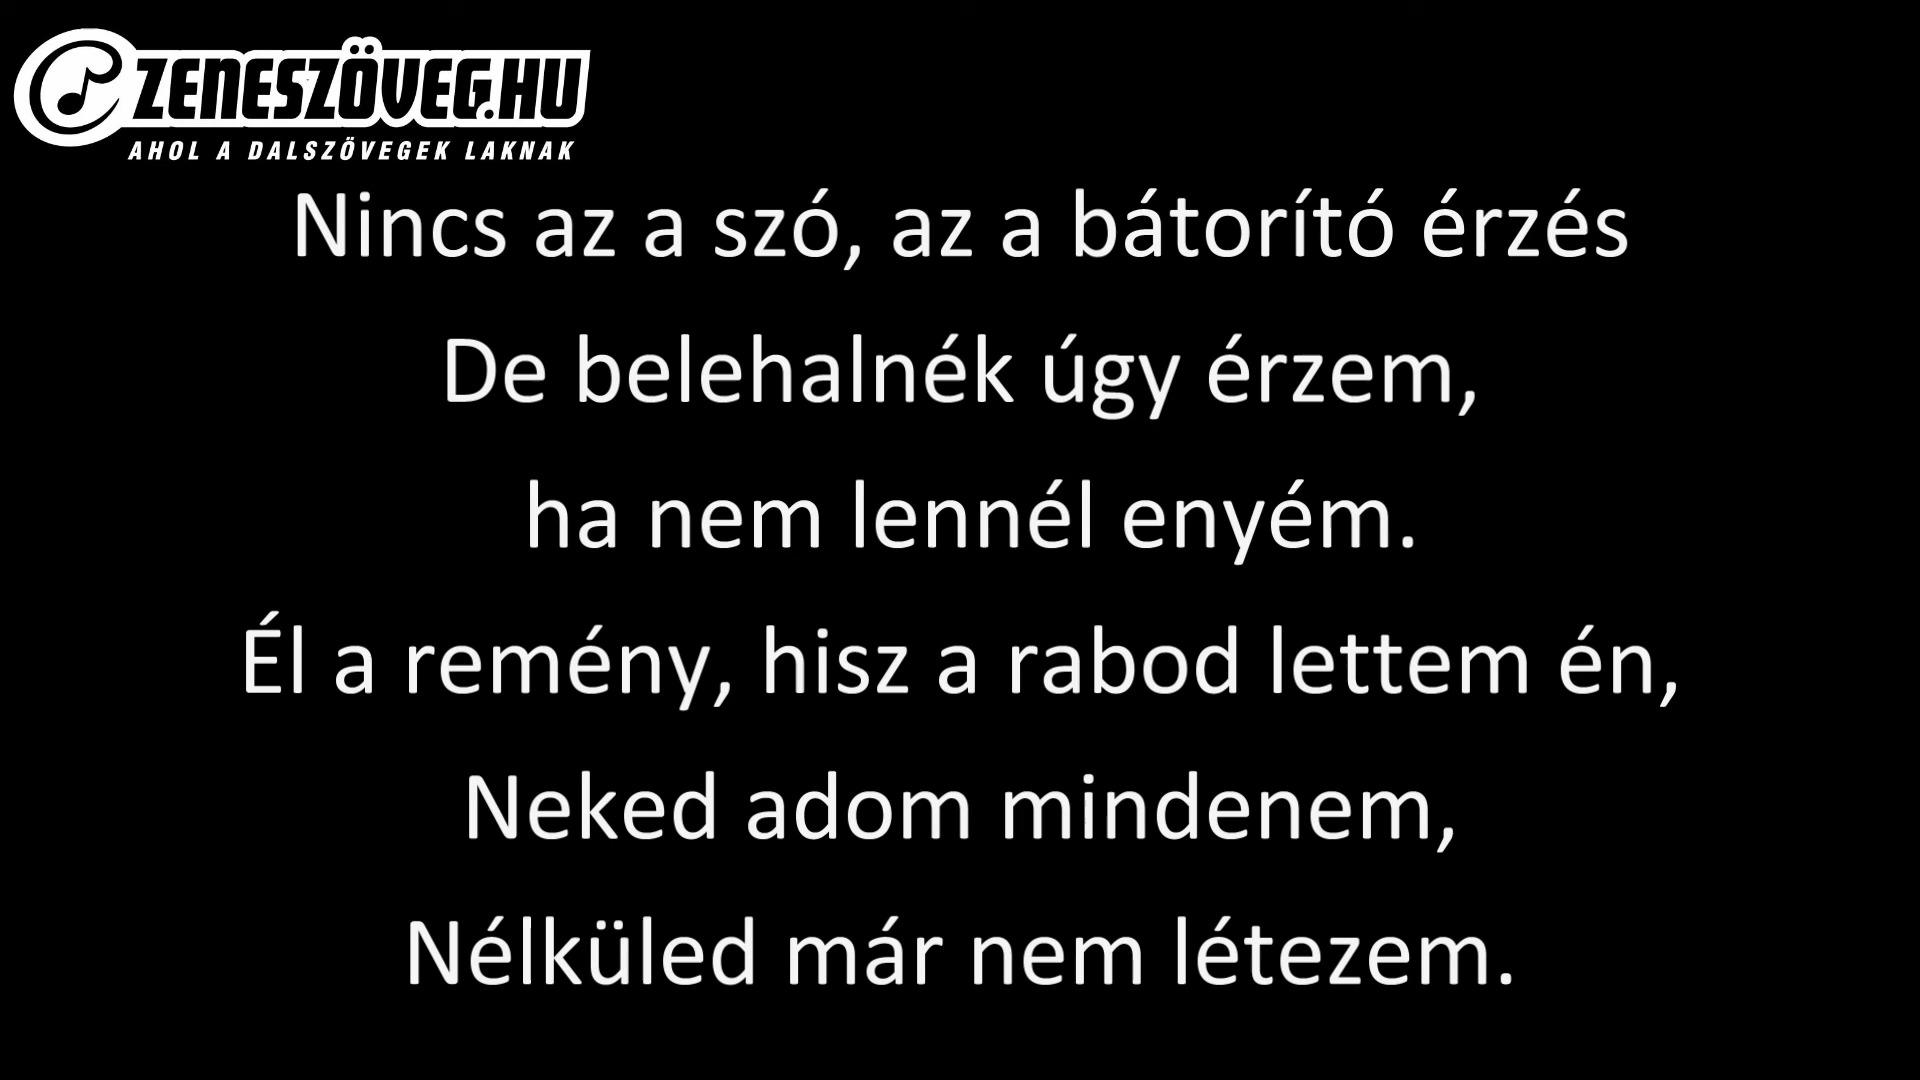 ZENESZÖVEG.HU
AHOL A DALSZÖVEGEK LAKNAK
Nincs az a szó, az a bátorító érzés
De belehalnék úgy érzem,
ha nem lennél enyém.
Él a remény, hisz a rabod lettem én,
Neked adom mindenem,
Nélküled már nem létezem.